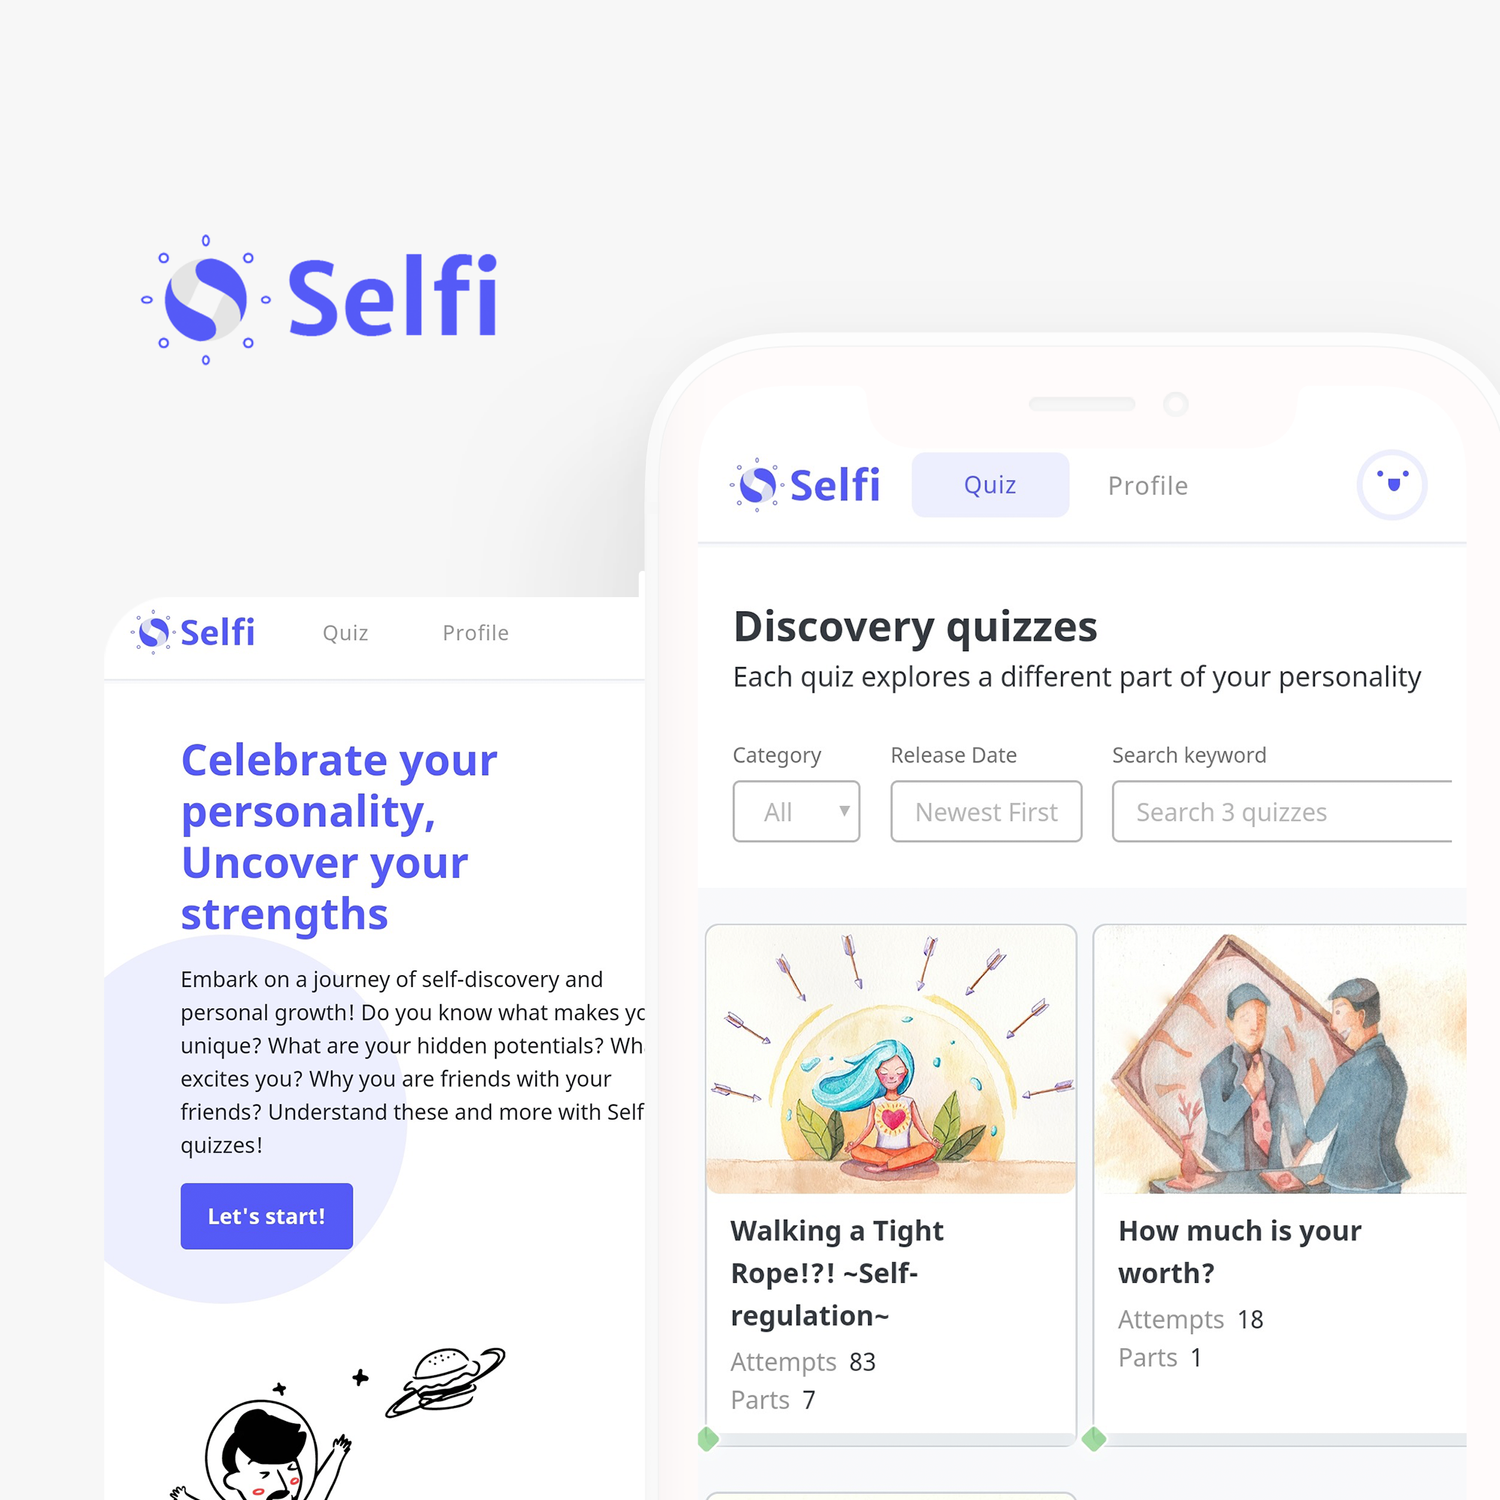 Selfi
Selfi Quiz Profile
Celebrate your
personality,
Uncover your
strengths
Embark on a journey of self-discovery and
personal growth! Do you know what makes
unique? What are your hidden potentials?
excites you? Why you are friends with your
friends? Understand these and more with Self
quizzes!
Let's start!
Selfi Quiz Profile
Discovery quizzes
Each quiz explores a different part of your personality
Category Release Date Search keyword
All Newest First Search 3 quizzes
Walking a Tight
Rope!?! ~Self-
regulation~
Attempts 83
Parts 7
How much is your
worth?
Attempts 18
Parts 1